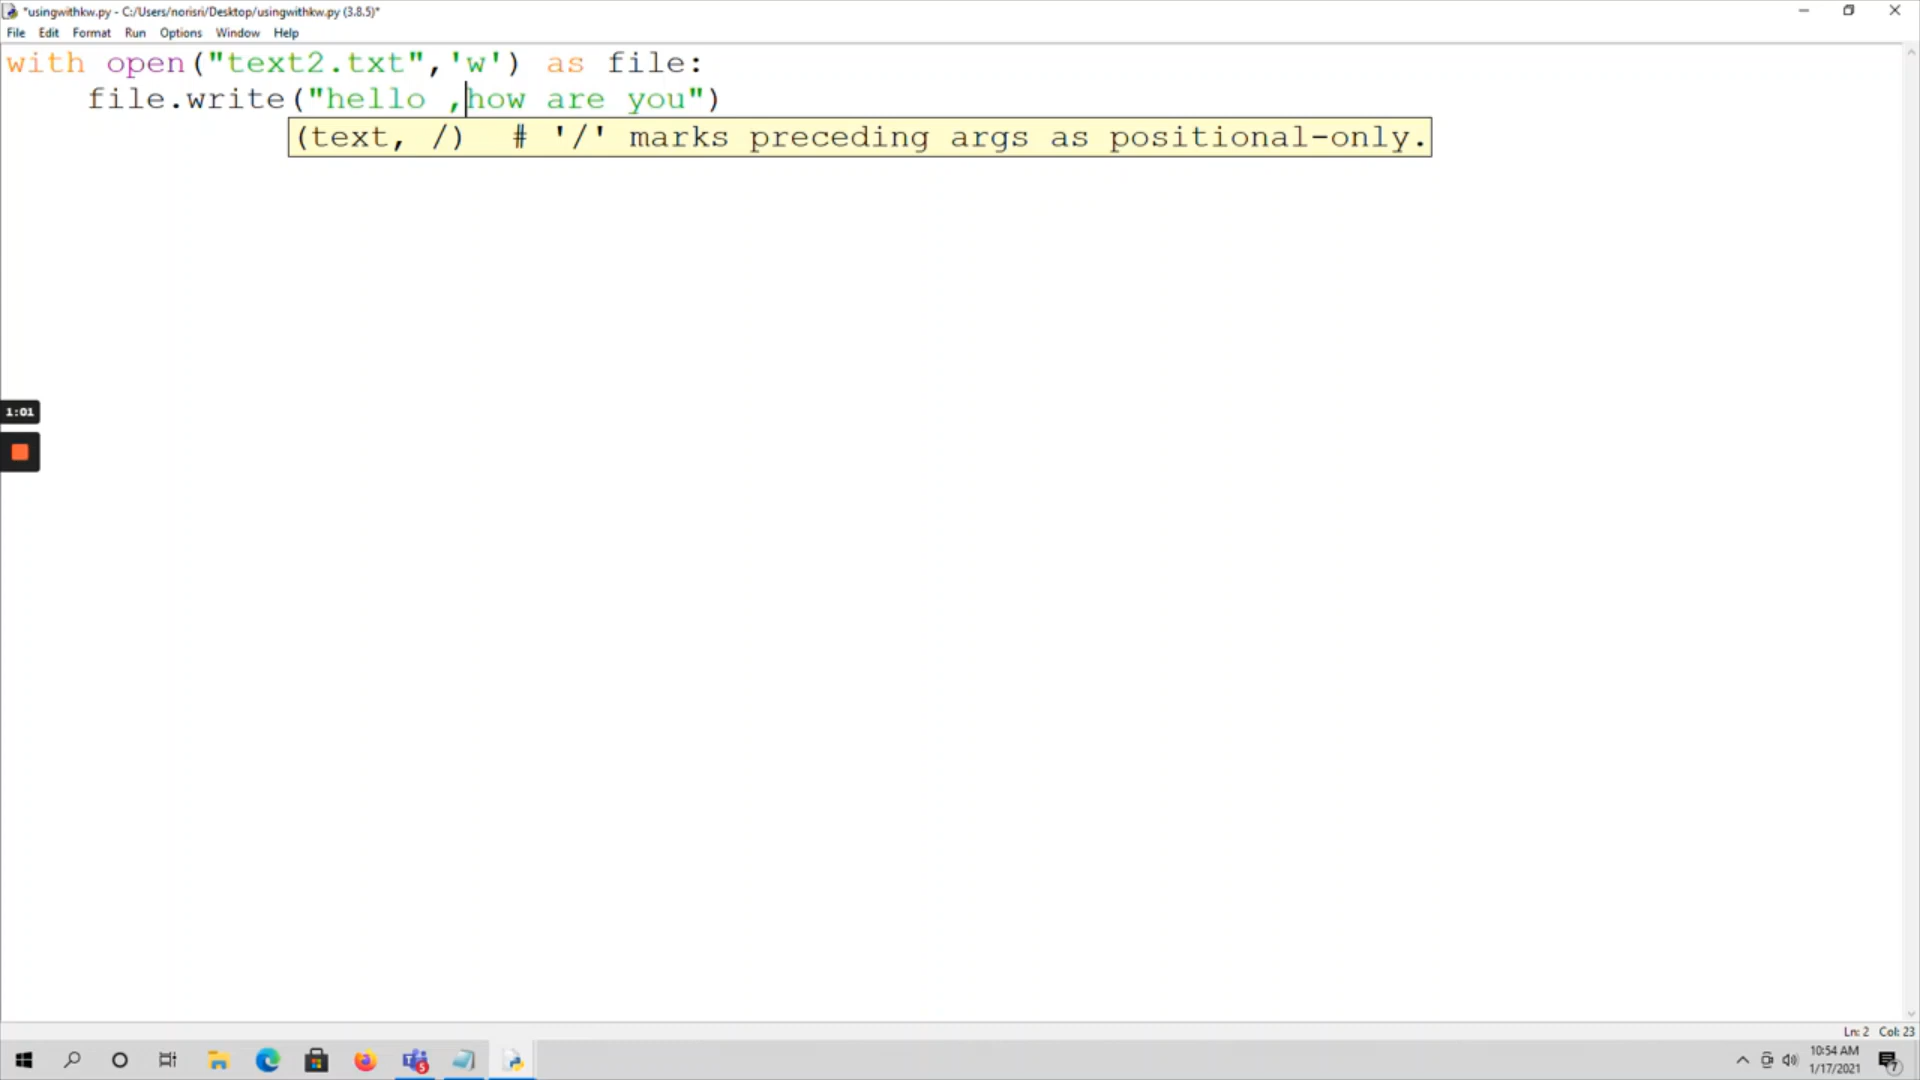 *usingwithkw.py - C:/Users/norisri/Desktop/usingwithkw.py (3.8.5)*
File Edit Format Run Options Window Help
with open("text2.txt",'w') as file:
    file.write("hello ,how are you")
(text, /)  # '/' marks preceding args as positional-only.
1:01
Ln: 2 Col: 23
5
10:54 AM
1/17/2021
7